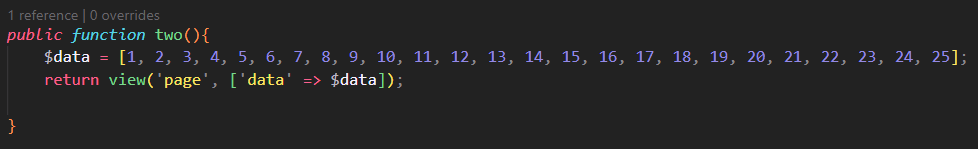 1 reference | 0 overrides
public function two(){
    $data = [1, 2, 3, 4, 5, 6, 7, 8, 9, 10, 11, 12, 13, 14, 15, 16, 17, 18, 19, 20, 21, 22, 23, 24, 25];
    return view('page', ['data' => $data]);
}